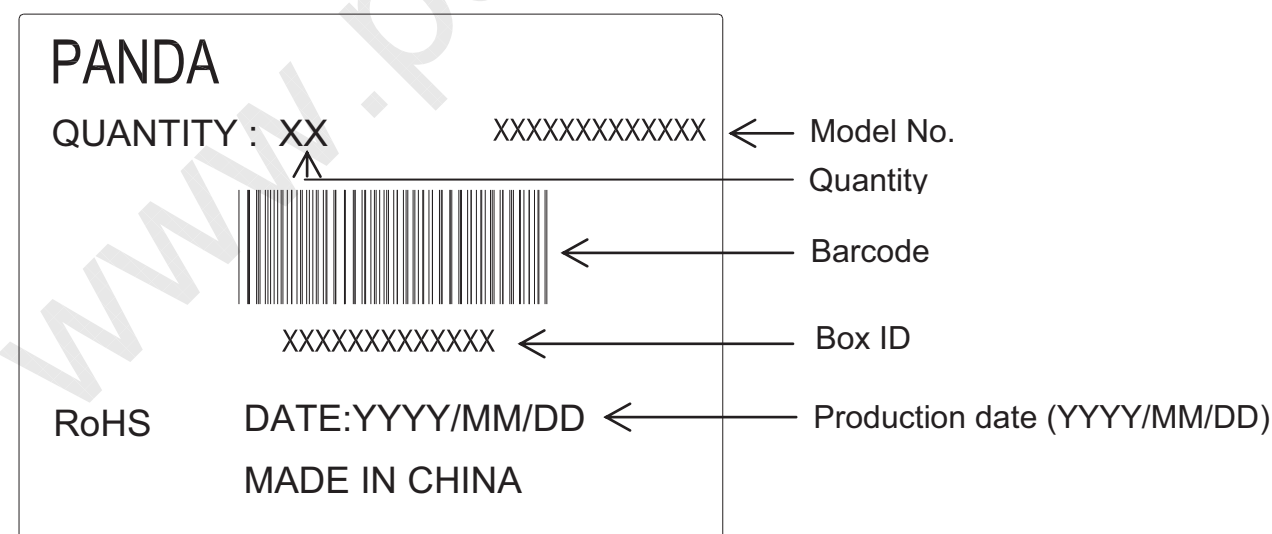 PANDA
QUANTITY : XX XXXXXXXXXXXXX Model No.
Quantity
Barcode
XXXXXXXXXXXXX Box ID
RoHS DATE:YYYY/MM/DD Production date (YYYY/MM/DD)
MADE IN CHINA
www.p